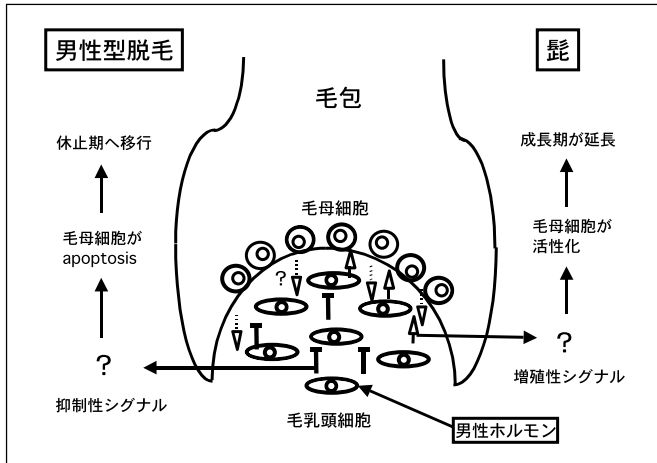 男性型脱毛
髭
毛包
休止期へ移行
成長期が延長
毛母細胞
毛母細胞が
apoptosis
毛母細胞が
活性化
?
?
?
抑制性シグナル
増殖性シグナル
毛乳頭細胞
男性ホルモン